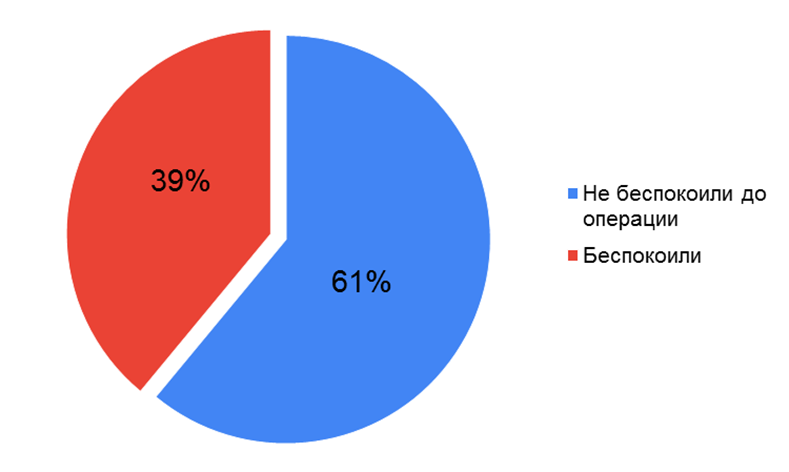 39%
61%
Не беспокоили до
операции
Беспокоили